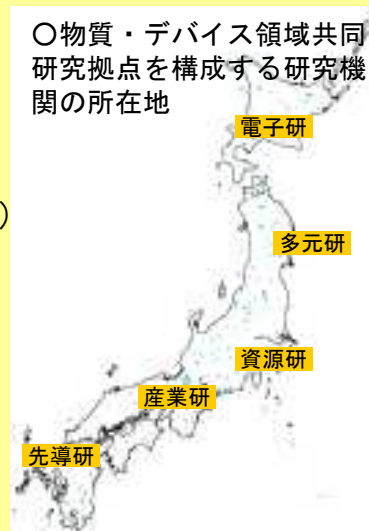 ○物質・デバイス領域共同
研究拠点を構成する研究機
関の所在地
電子研
)
多元研
資源研
産業研
先導研